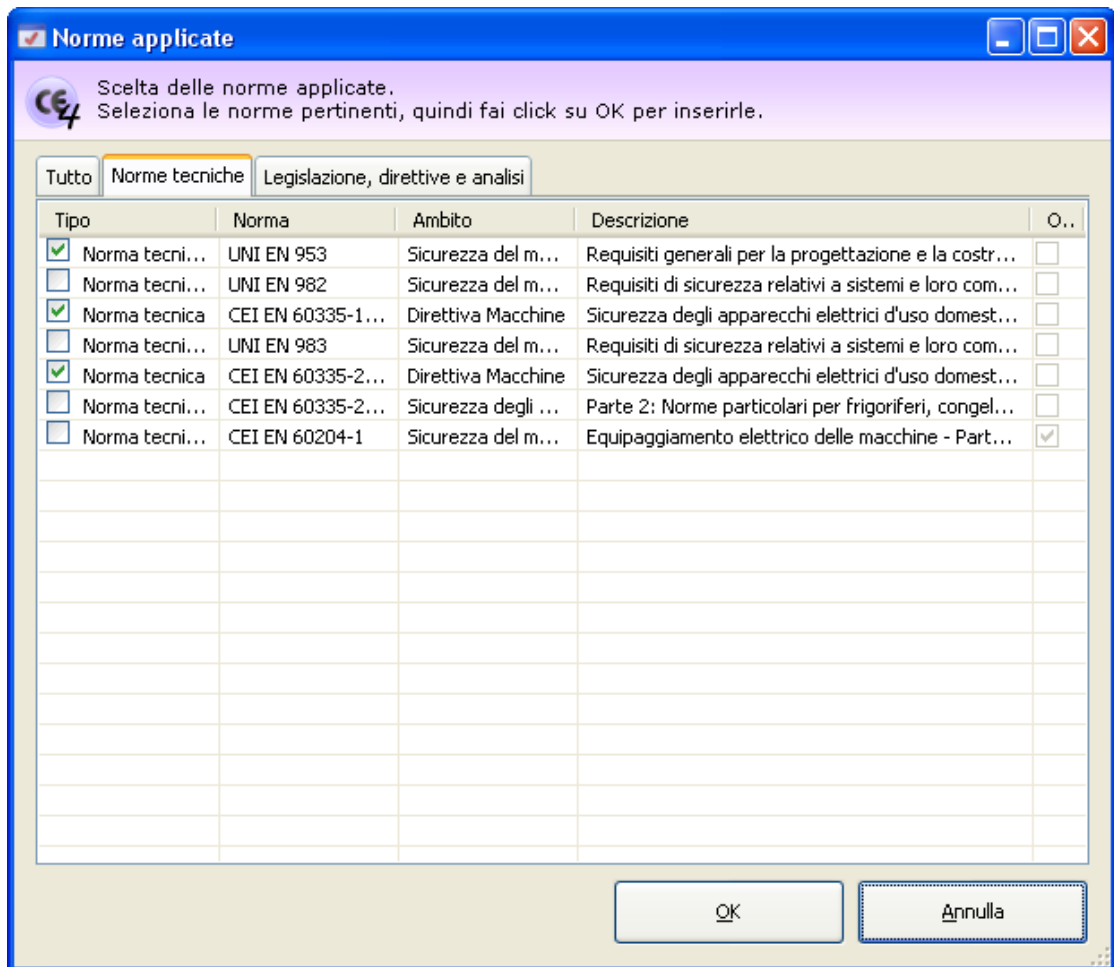 Norme applicate
CE4
Scelta delle norme applicate.
Seleziona le norme pertinenti, quindi fai click su OK per inserirle.
Tutto Norme tecniche Legislazione, direttive e analisi
Tipo Norma Ambito Descrizione O..
Norma tecni... UNI EN 953 Sicurezza del m... Requisiti generali per la progettazione e la costr...
Norma tecni... UNI EN 982 Sicurezza del m... Requisiti di sicurezza relativi a sistemi e loro com...
Norma tecnica CEI EN 60335-1... Direttiva Macchine Sicurezza degli apparecchi elettrici d'uso domest...
Norma tecni... UNI EN 983 Sicurezza del m... Requisiti di sicurezza relativi a sistemi e loro com...
Norma tecnica CEI EN 60335-2... Direttiva Macchine Sicurezza degli apparecchi elettrici d'uso domest...
Norma tecni... CEI EN 60335-2... Sicurezza degli ... Parte 2: Norme particolari per frigoriferi, congel...
Norma tecni... CEI EN 60204-1 Sicurezza del m... Equipaggiamento elettrico delle macchine - Part...
OK Annulla